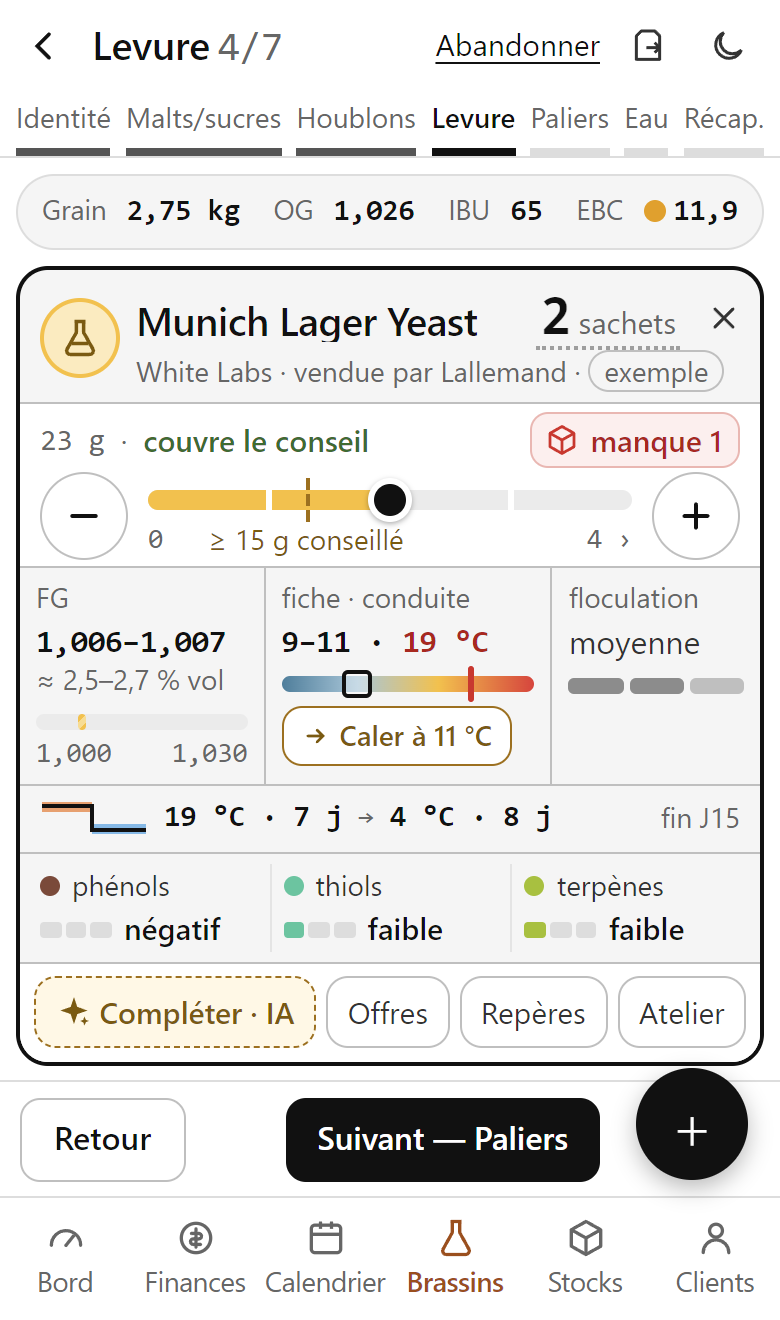 Levure 4/7 Abandonner
Identité Malts/sucres Houblons Levure Paliers Eau Récap.
Grain 2,75 kg OG 1,026 IBU 65 EBC 11,9
Munich Lager Yeast 2 sachets
White Labs · vendue par Lallemand · exemple
23 g · couvre le conseil manque 1
0 ≥ 15 g conseillé 4 ›
FG fiche · conduite floculation
1,006–1,007 9–11 · 19 °C moyenne
≈ 2,5–2,7 % vol
→ Caler à 11 °C
1,000 1,030
19 °C · 7 j → 4 °C · 8 j fin J15
phénols thiols terpènes
négatif faible faible
Compléter · IA Offres Repères Atelier
Retour Suivant — Paliers +
Bord Finances Calendrier Brassins Stocks Clients